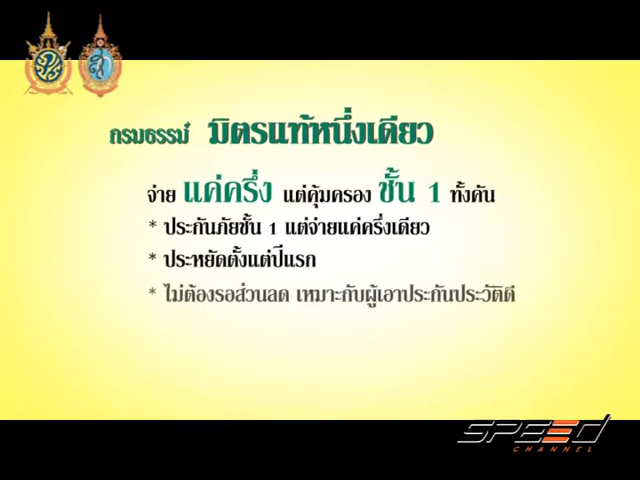 กรมธรรม์ มิตรแท้หนึ่งเดียว
จ่าย แค่ครึ่ง แต่คุ้มครอง ชั้น 1 ทั้งคัน
* ประกันภัยชั้น 1 แต่จ่ายแค่ครึ่งเดียว
* ประหยัดตั้งแต่ปีแรก
* ไม่ต้องรอส่วนลด เหมาะกับผู้เอาประกันประวัติดี
SPEED
CHANNEL